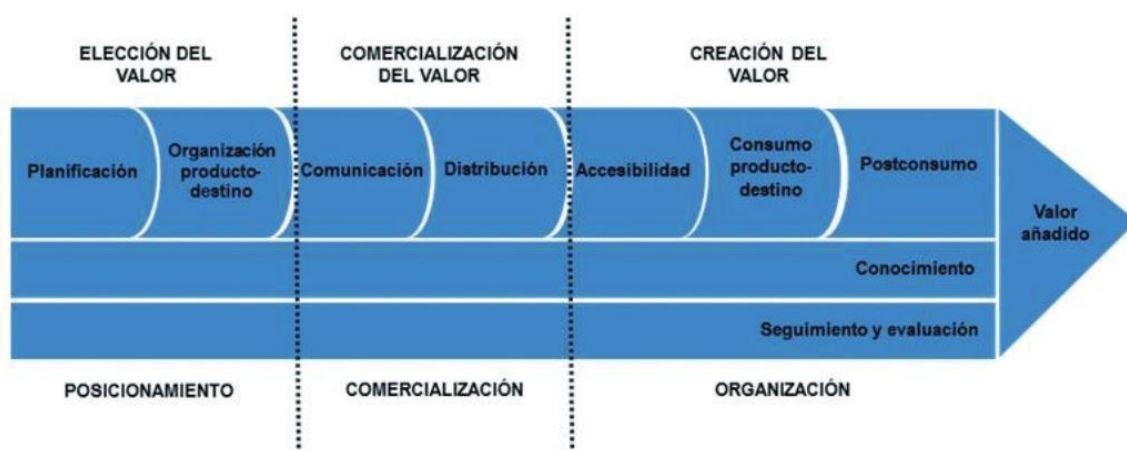 ELECCIÓN DEL
VALOR
COMERCIALIZACIÓN
DEL VALOR
CREACIÓN DEL
VALOR
Planificación
Organización
producto-
destino
Comunicación
Distribución
Accesibilidad
Consumo
producto-
destino
Postconsumo
Valor
añadido
Conocimiento
Seguimiento y evaluación
POSICIONAMIENTO
COMERCIALIZACIÓN
ORGANIZACIÓN